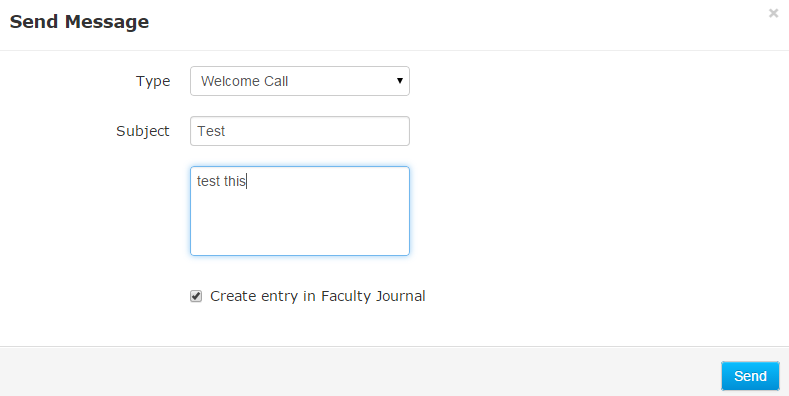 Send Message
×
Type Welcome Call
Subject Test
test this
Create entry in Faculty Journal
Send